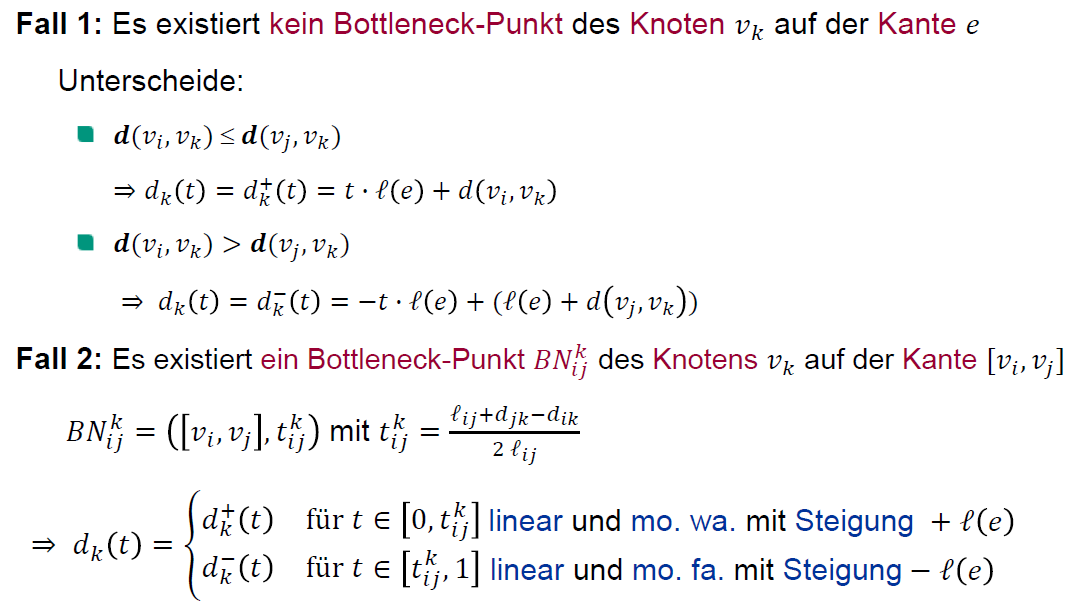 Fall 1: Es existiert kein Bottleneck-Punkt des Knoten $v_k$ auf der Kante $e$
Unterscheide:
$\boldsymbol{d}(v_i, v_k) \leq \boldsymbol{d}(v_j, v_k)$
$\Rightarrow d_k(t) = d_k^+(t) = t \cdot \ell(e) + d(v_i, v_k)$
$\boldsymbol{d}(v_i, v_k) > \boldsymbol{d}(v_j, v_k)$
$\Rightarrow d_k(t) = d_k^-(t) = -t \cdot \ell(e) + (\ell(e) + d(v_j, v_k))$
Fall 2: Es existiert ein Bottleneck-Punkt $BN_{ij}^k$ des Knotens $v_k$ auf der Kante $[v_i, v_j]$
$BN_{ij}^k = ([v_i, v_j], t_{ij}^k)$ mit $t_{ij}^k = \frac{\ell_{ij} + d_{jk} - d_{ik}}{2\,\ell_{ij}}$
$\Rightarrow d_k(t) = \begin{cases} d_k^+(t) & \text{für } t \in [0, t_{ij}^k] \text{ linear und mo. wa. mit Steigung } +\ell(e) \\ d_k^-(t) & \text{für } t \in [t_{ij}^k, 1] \text{ linear und mo. fa. mit Steigung } -\ell(e) \end{cases}$